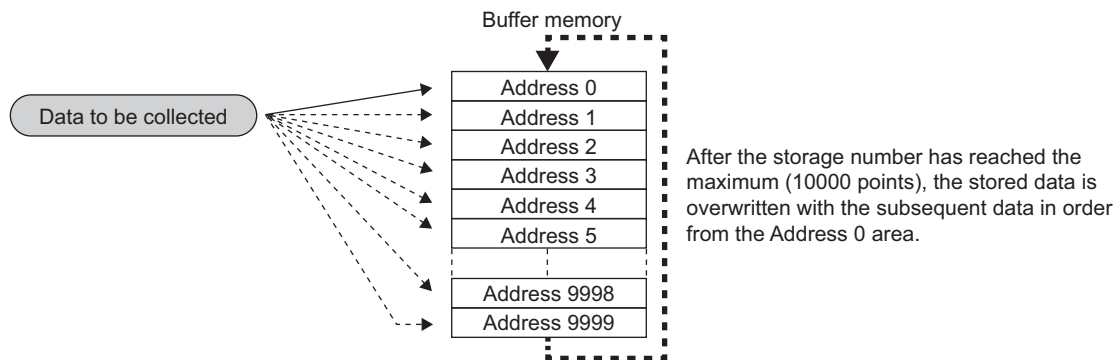 Buffer memory
Data to be collected
Address 0
Address 1
Address 2
Address 3
Address 4
Address 5
Address 9998
Address 9999
After the storage number has reached the
maximum (10000 points), the stored data is
overwritten with the subsequent data in order
from the Address 0 area.